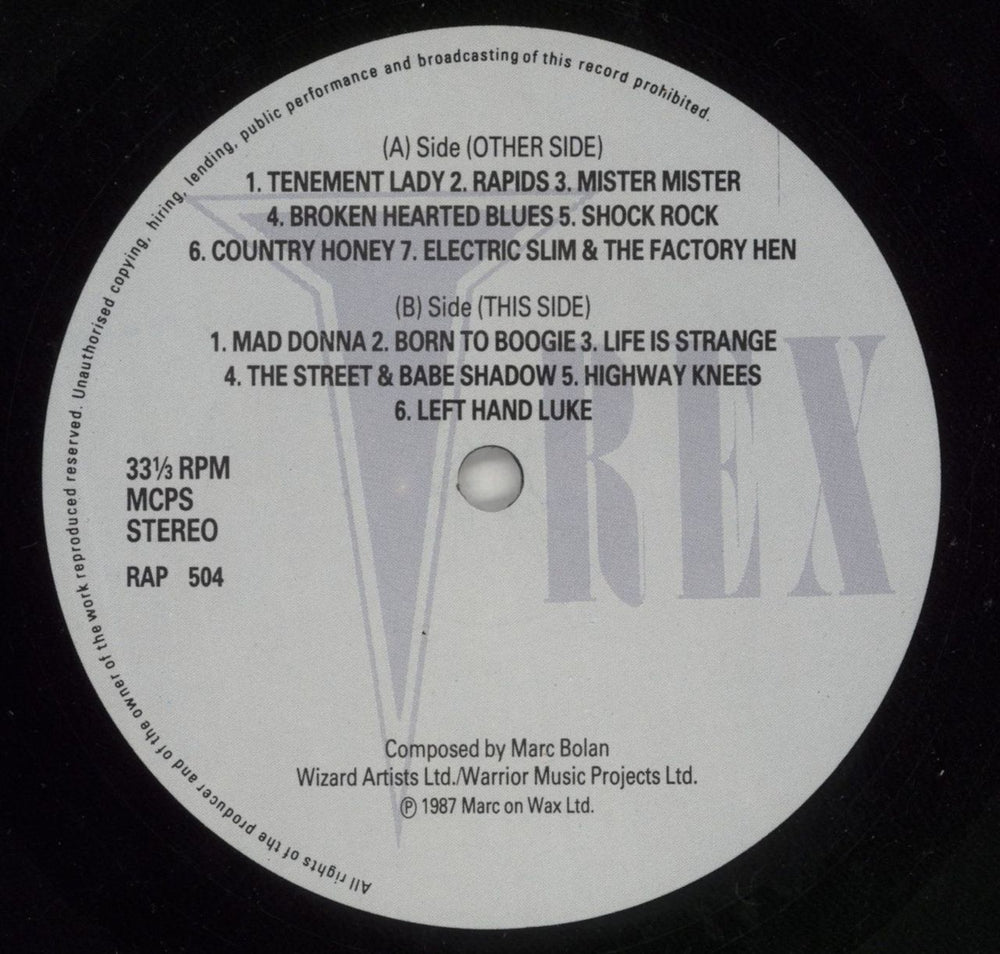 All rights of the producer and of the owner of the work reproduced reserved. Unauthorised copying, hiring, lending, public performance and broadcasting of this record prohibited.
(A) Side (OTHER SIDE)
1. TENEMENT LADY 2. RAPIDS 3. MISTER MISTER
4. BROKEN HEARTED BLUES 5. SHOCK ROCK
6. COUNTRY HONEY 7. ELECTRIC SLIM & THE FACTORY HEN
(B) Side (THIS SIDE)
1. MAD DONNA 2. BORN TO BOOGIE 3. LIFE IS STRANGE
4. THE STREET & BABE SHADOW 5. HIGHWAY KNEES
6. LEFT HAND LUKE
T REX
33⅓ RPM
MCPS
STEREO
RAP 504
Composed by Marc Bolan
Wizard Artists Ltd./Warrior Music Projects Ltd.
℗ 1987 Marc on Wax Ltd.